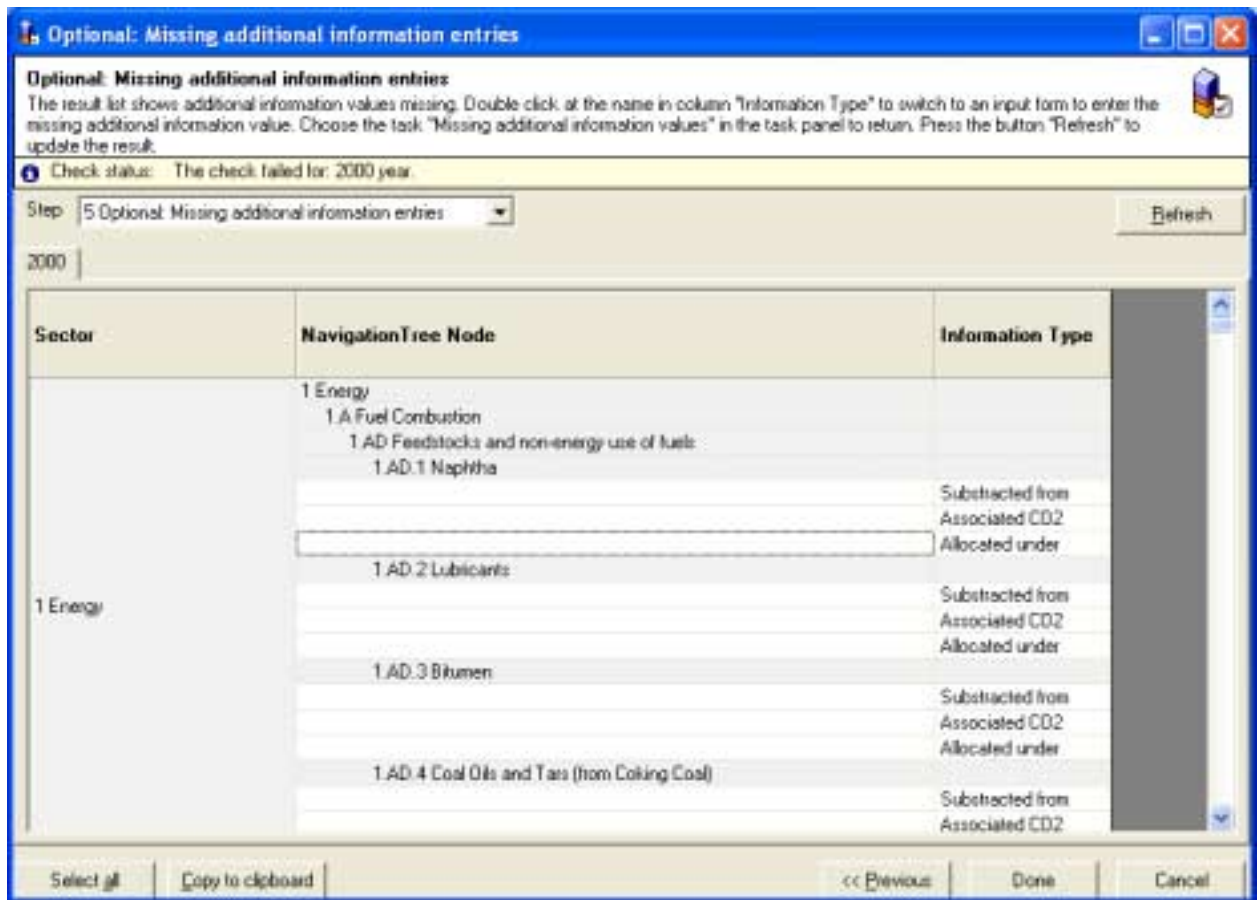 Optional: Missing additional information entries
Optional: Missing additional information entries
The result list shows additional information values missing. Double click at the name in column "Information Type" to switch to an input form to enter the
missing additional information value. Choose the task "Missing additional information values" in the task panel to return. Press the button "Refresh" to
update the result.
Check status: The check failed for: 2000 year.
Step 5 Optional: Missing additional information entries Refresh
2000
Sector NavigationTree Node Information Type
1 Energy
1.A Fuel Combustion
1.AD Feedstocks and non-energy use of fuels
1.AD.1 Naphtha
Substracted from
Associated CO2
Allocated under
1.AD.2 Lubricants
Substracted from
1 Energy
Associated CO2
Allocated under
1.AD.3 Bitumen
Substracted from
Associated CO2
Allocated under
1.AD.4 Coal Oils and Tars (from Coking Coal)
Substracted from
Associated CO2
Select all Copy to clipboard << Previous Done Cancel